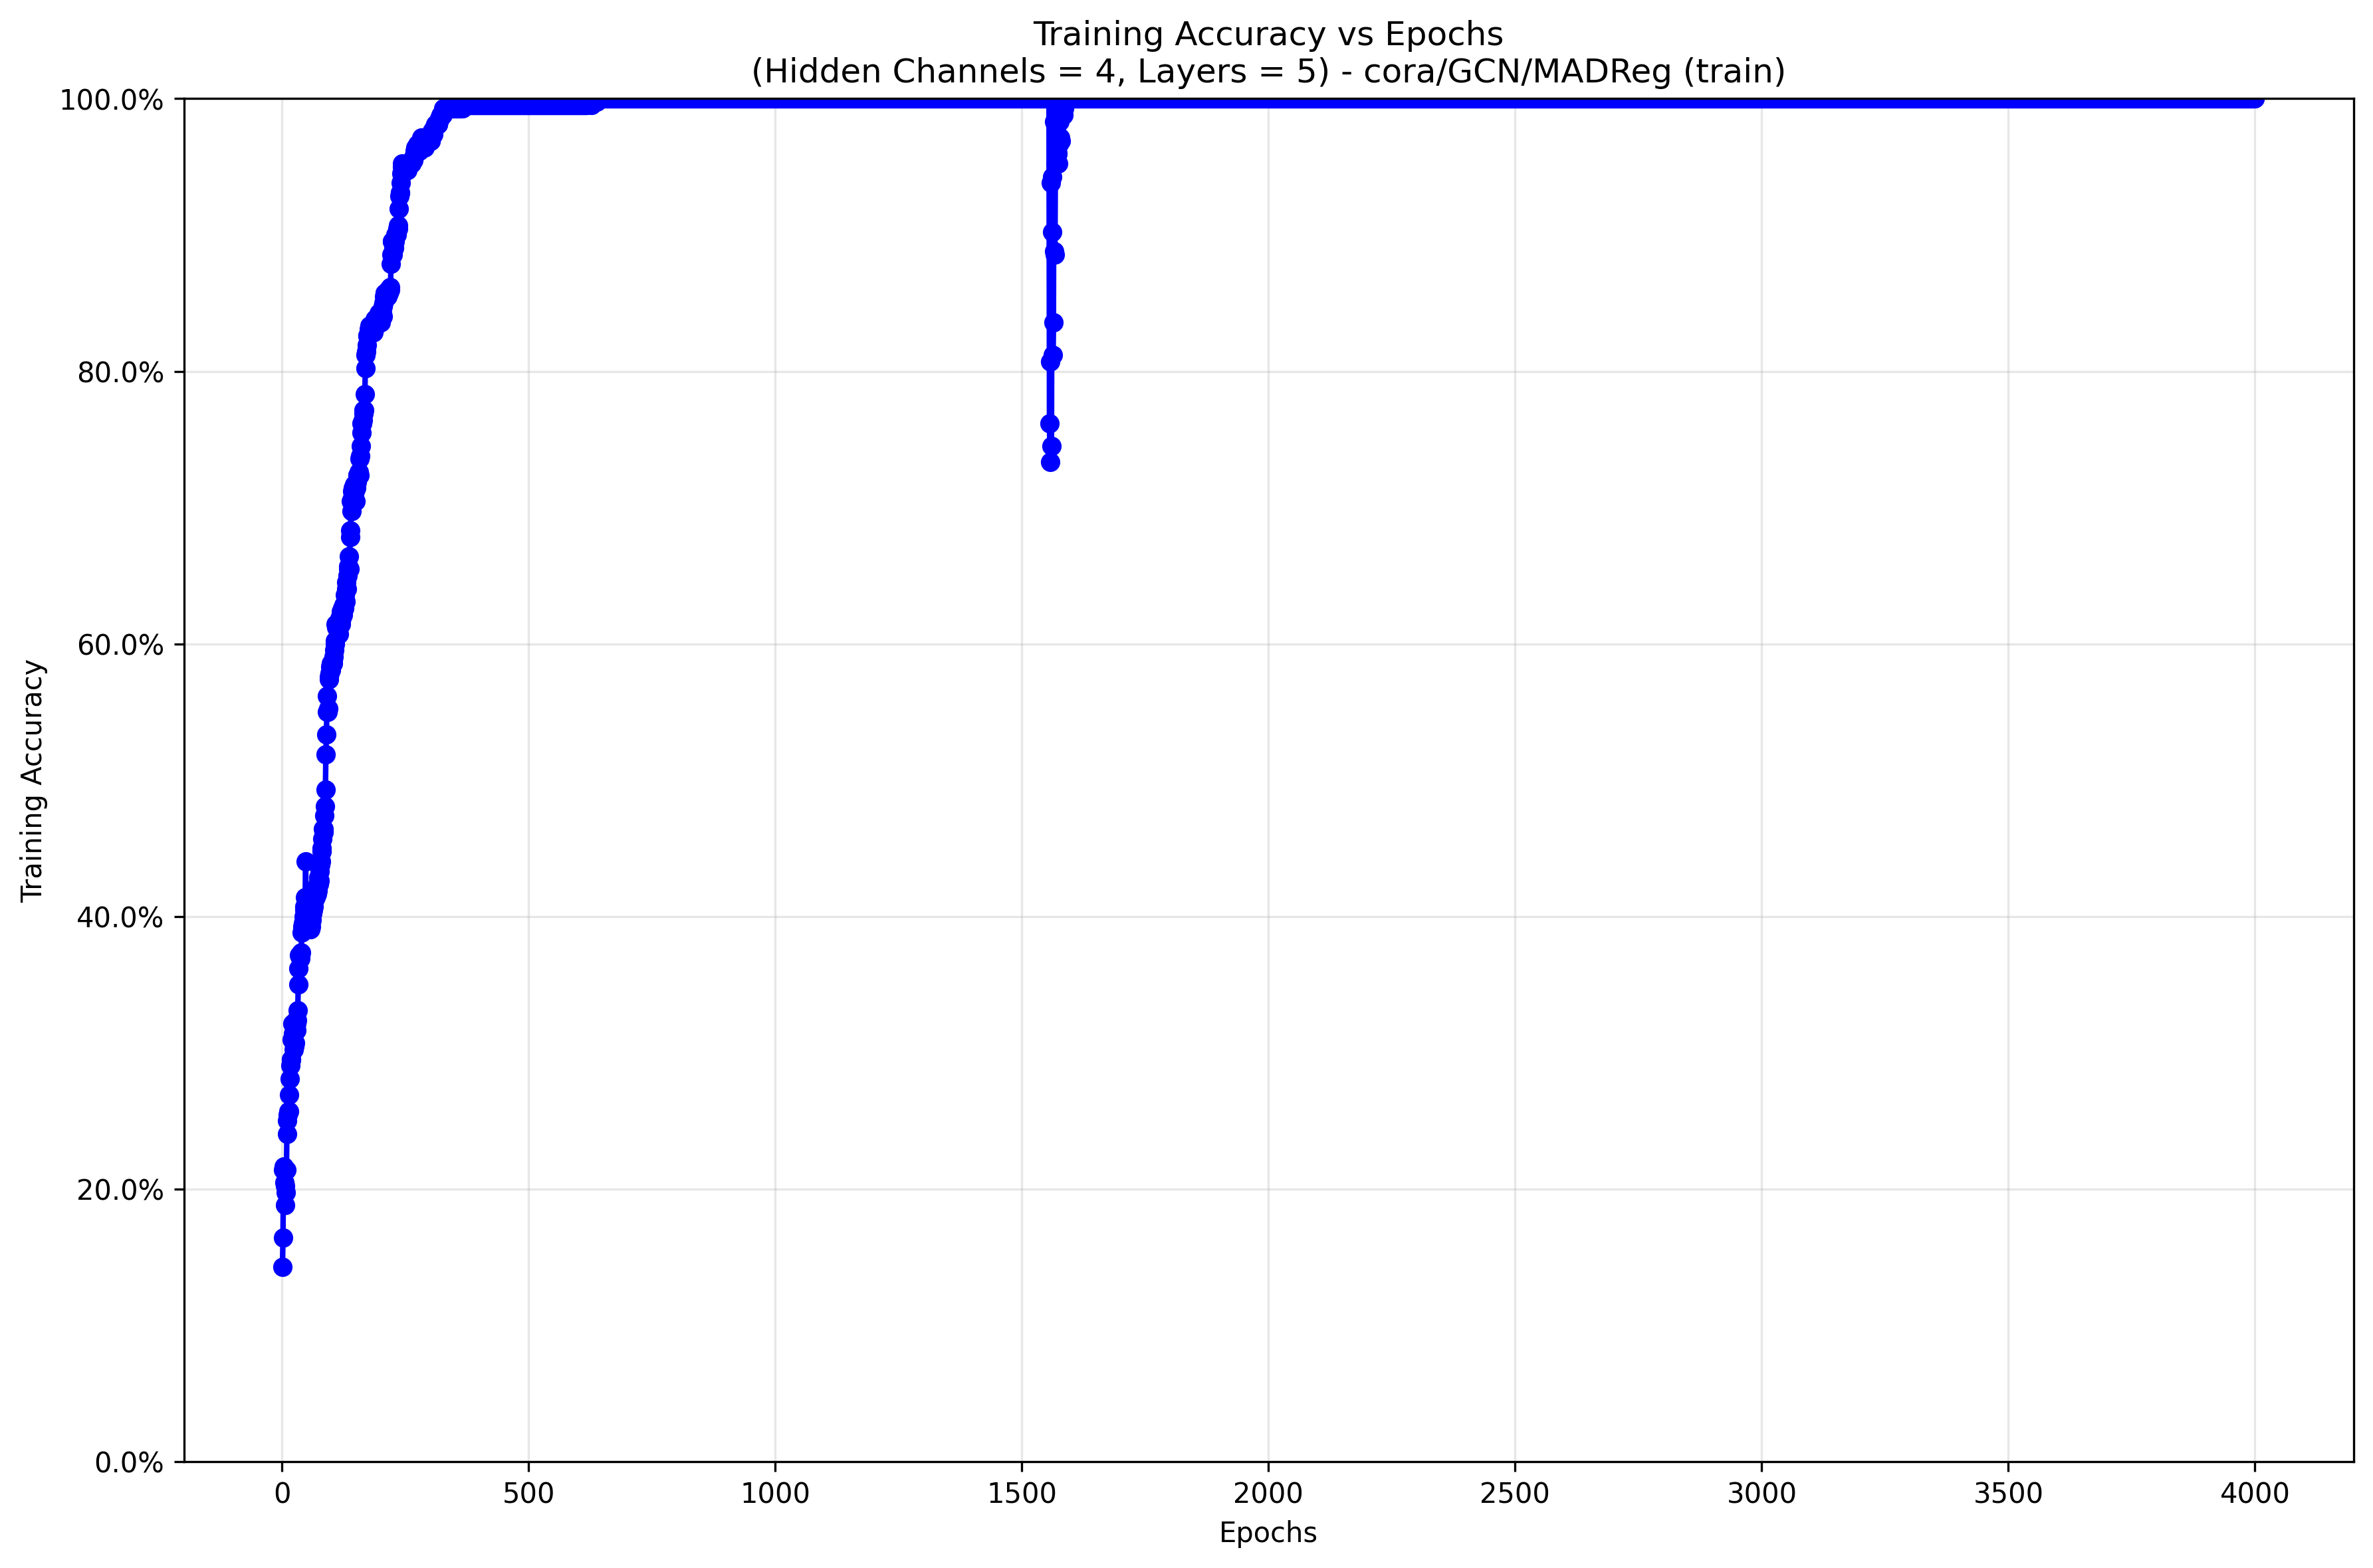 Training Accuracy vs Epochs
(Hidden Channels = 4, Layers = 5) - cora/GCN/MADReg (train)
100.0%
80.0%
60.0%
40.0%
20.0%
0.0%
Training Accuracy
0 500 1000 1500 2000 2500 3000 3500 4000
Epochs